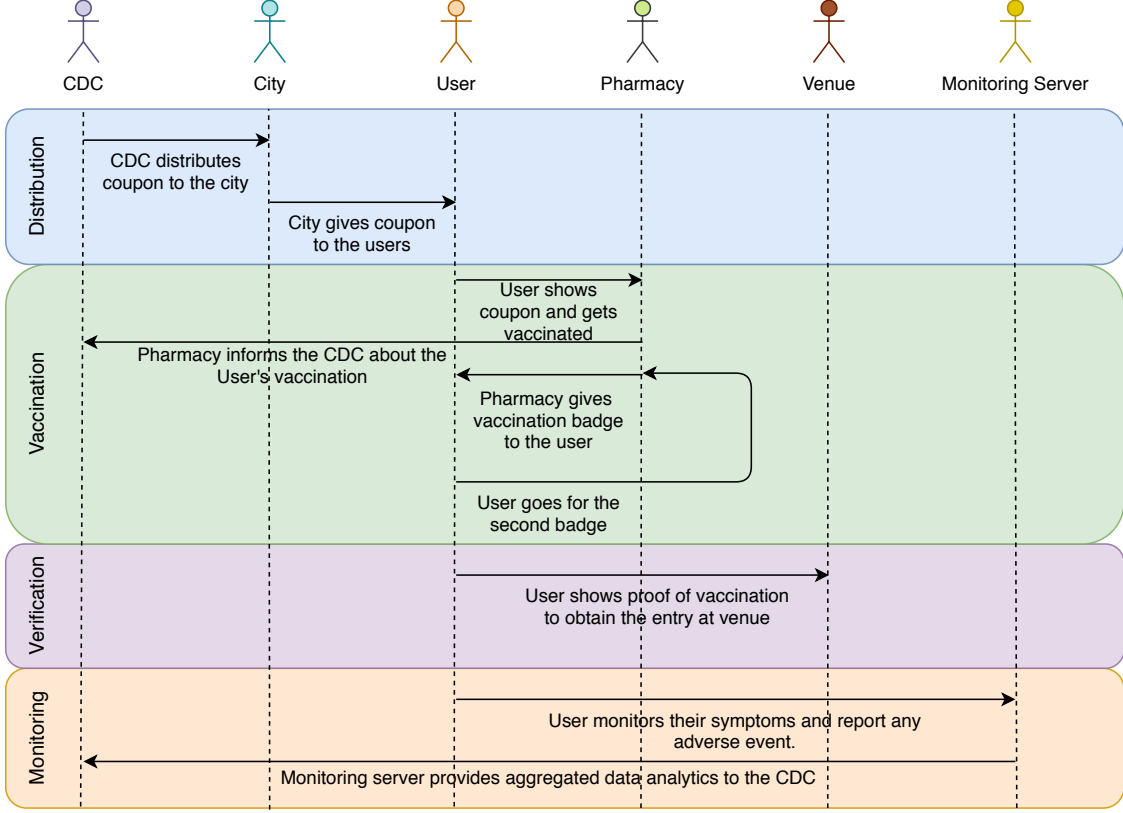 CDC
City
User
Pharmacy
Venue
Monitoring Server
Distribution
CDC distributes
coupon to the city
City gives coupon
to the users
Vaccination
User shows
coupon and gets
vaccinated
Pharmacy informs the CDC about the
User's vaccination
Pharmacy gives
vaccination badge
to the user
User goes for the
second badge
Verification
User shows proof of vaccination
to obtain the entry at venue
Monitoring
User monitors their symptoms and report any
adverse event.
Monitoring server provides aggregated data analytics to the CDC